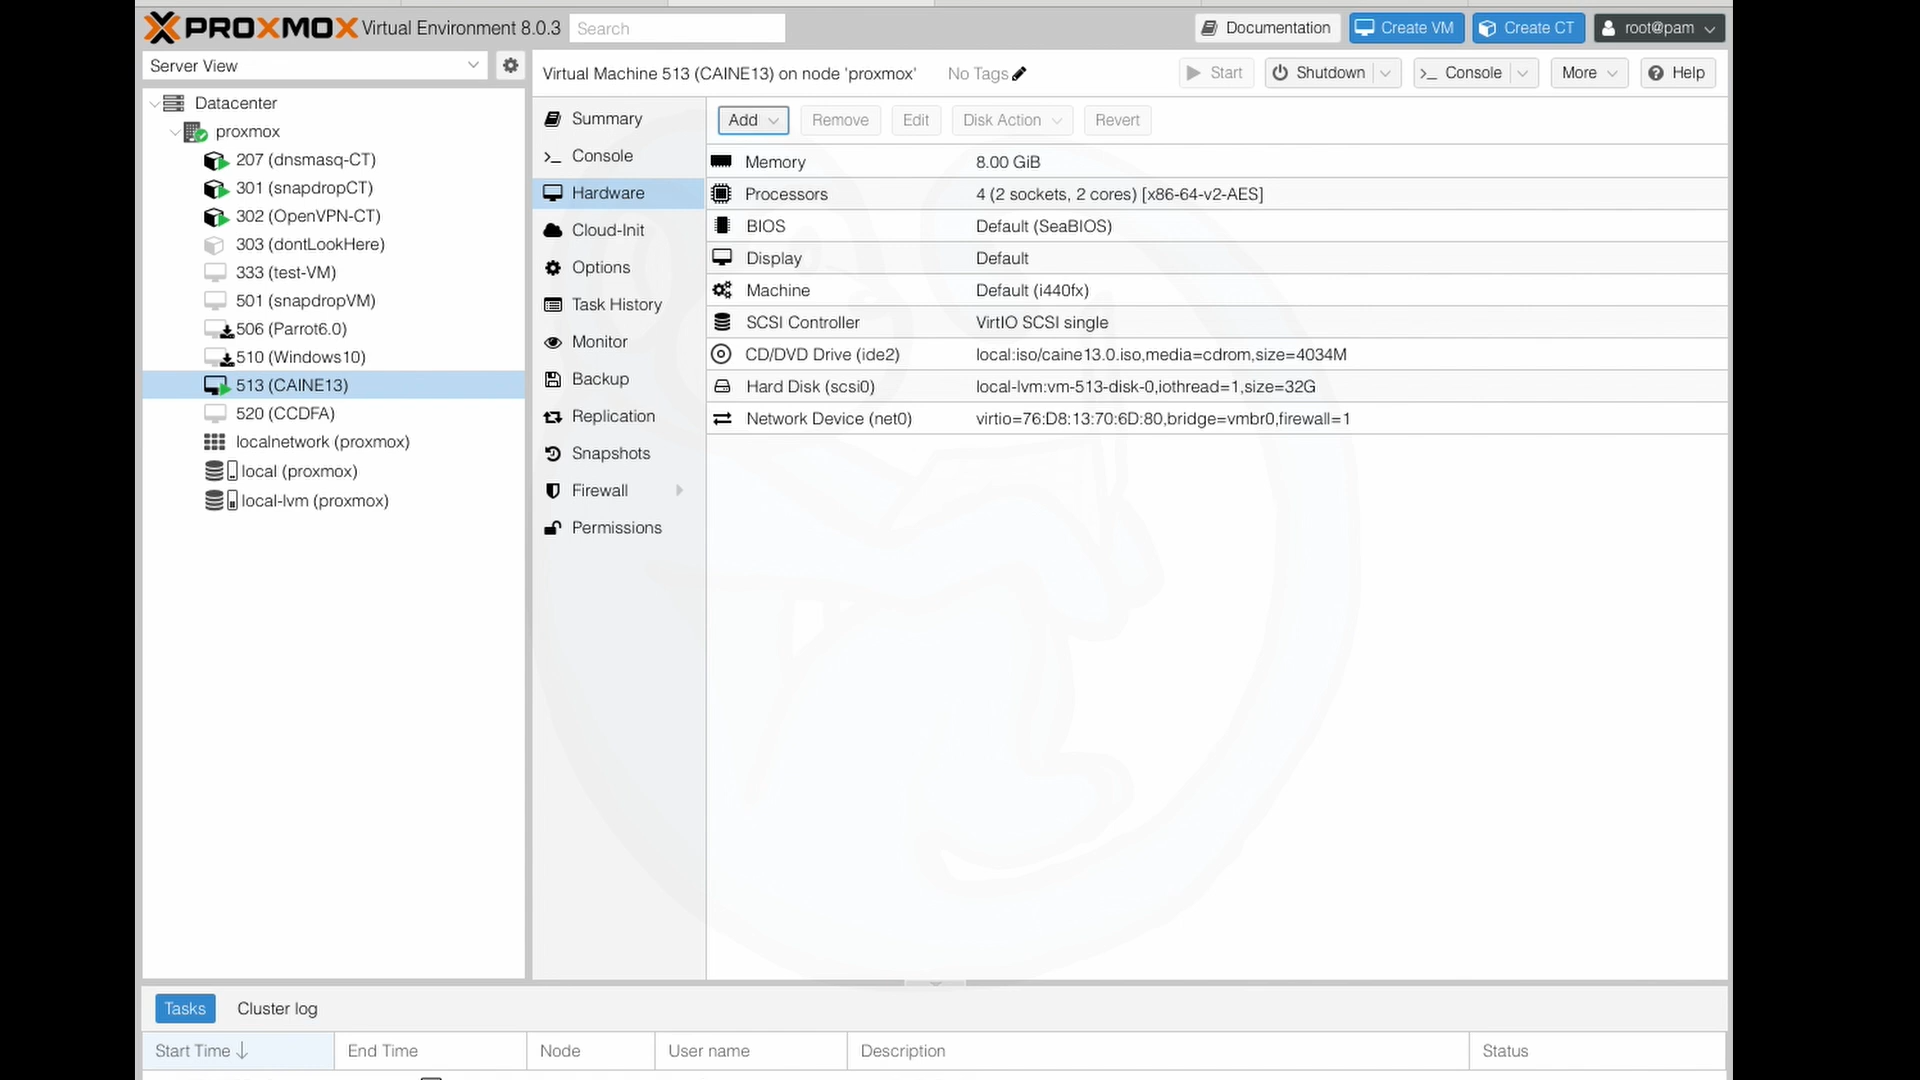 PROXMOX Virtual Environment 8.0.3 Search Documentation Create VM Create CT root@pam
Server View
Virtual Machine 513 (CAINE13) on node 'proxmox' No Tags Start Shutdown Console More Help
Datacenter
proxmox
207 (dnsmasq-CT)
301 (snapdropCT)
302 (OpenVPN-CT)
303 (dontLookHere)
333 (test-VM)
501 (snapdropVM)
506 (Parrot6.0)
510 (Windows10)
513 (CAINE13)
520 (CCDFA)
localnetwork (proxmox)
local (proxmox)
local-lvm (proxmox)
Summary
Console
Hardware
Cloud-Init
Options
Task History
Monitor
Backup
Replication
Snapshots
Firewall
Permissions
Add Remove Edit Disk Action Revert
Memory 8.00 GiB
Processors 4 (2 sockets, 2 cores) [x86-64-v2-AES]
BIOS Default (SeaBIOS)
Display Default
Machine Default (i440fx)
SCSI Controller VirtIO SCSI single
CD/DVD Drive (ide2) local:iso/caine13.0.iso,media=cdrom,size=4034M
Hard Disk (scsi0) local-lvm:vm-513-disk-0,iothread=1,size=32G
Network Device (net0) virtio=76:D8:13:70:6D:80,bridge=vmbr0,firewall=1
Tasks Cluster log
Start Time End Time Node User name Description Status